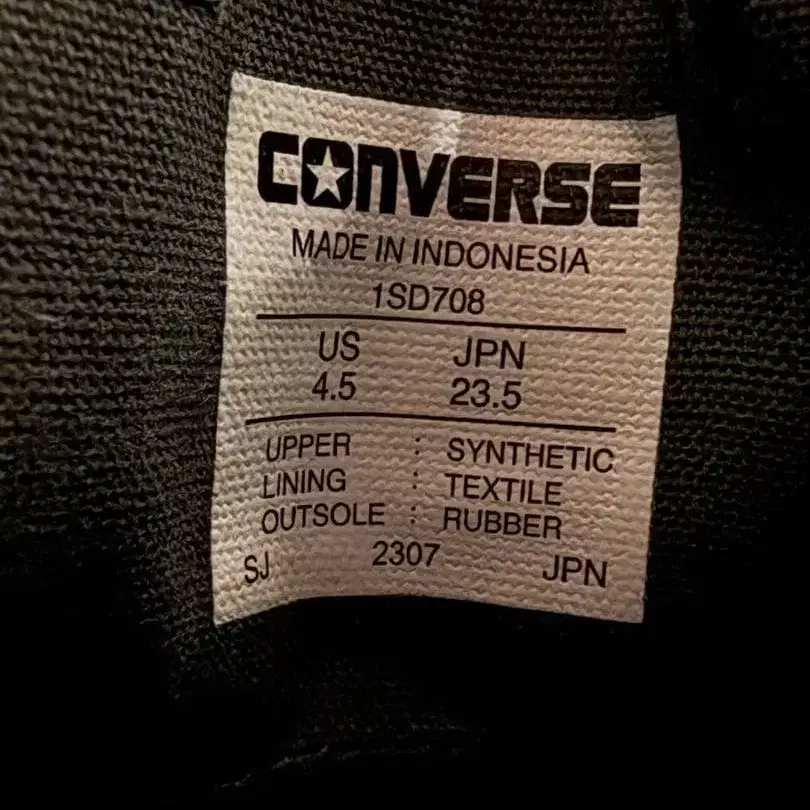 CONVERSE
MADE IN INDONESIA
1SD708
US JPN
4.5 23.5
UPPER : SYNTHETIC
LINING : TEXTILE
OUTSOLE : RUBBER
SJ 2307 JPN